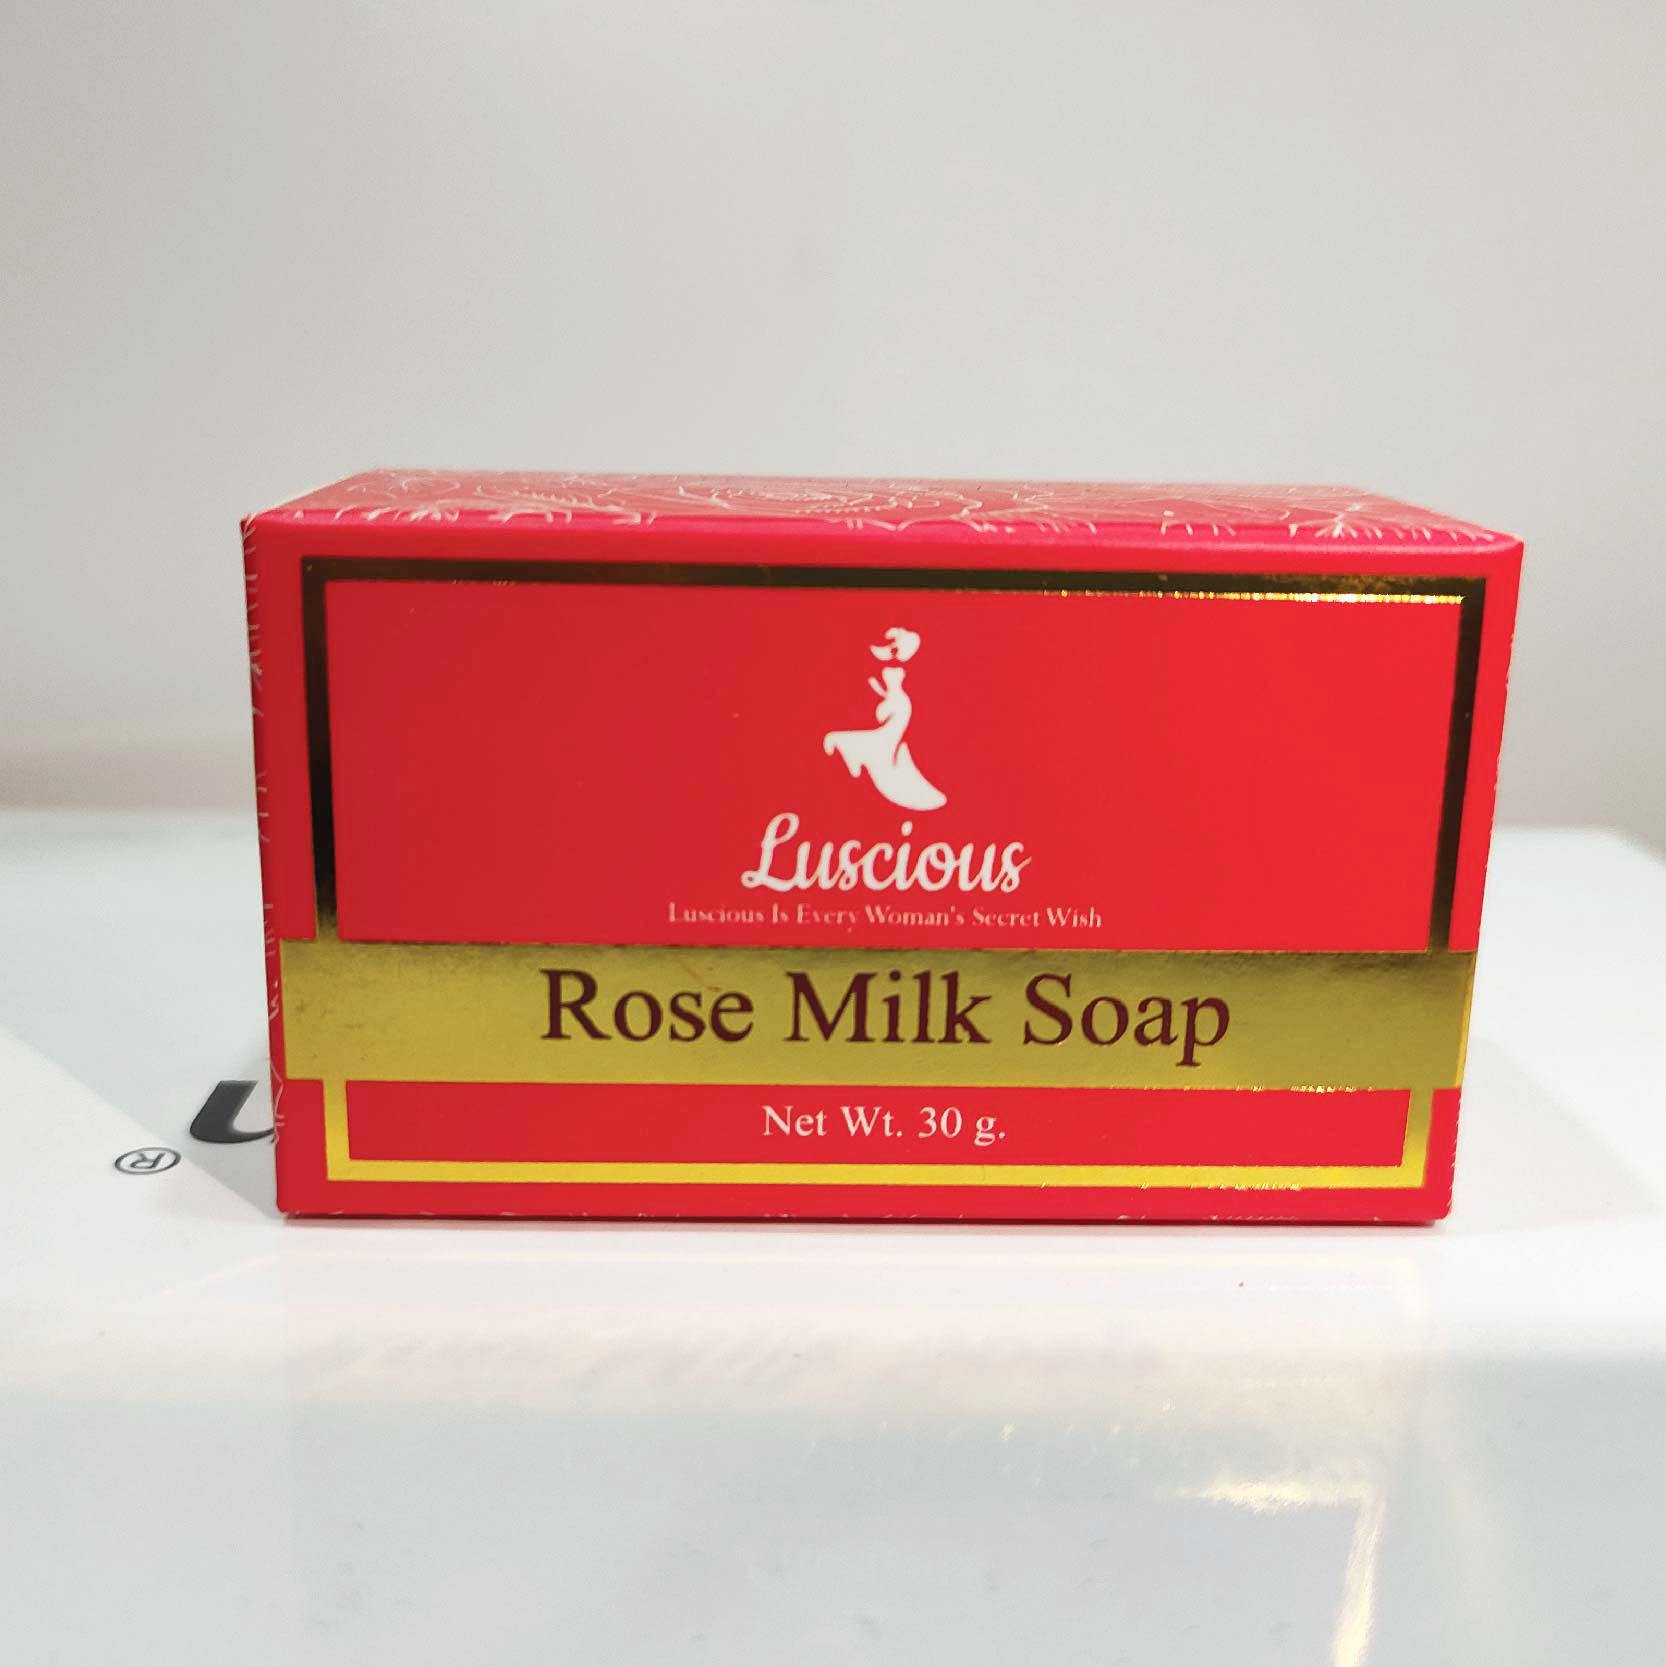 Luscious
Luscious Is Every Woman's Secret Wish
Rose Milk Soap
Net Wt. 30 g.
®